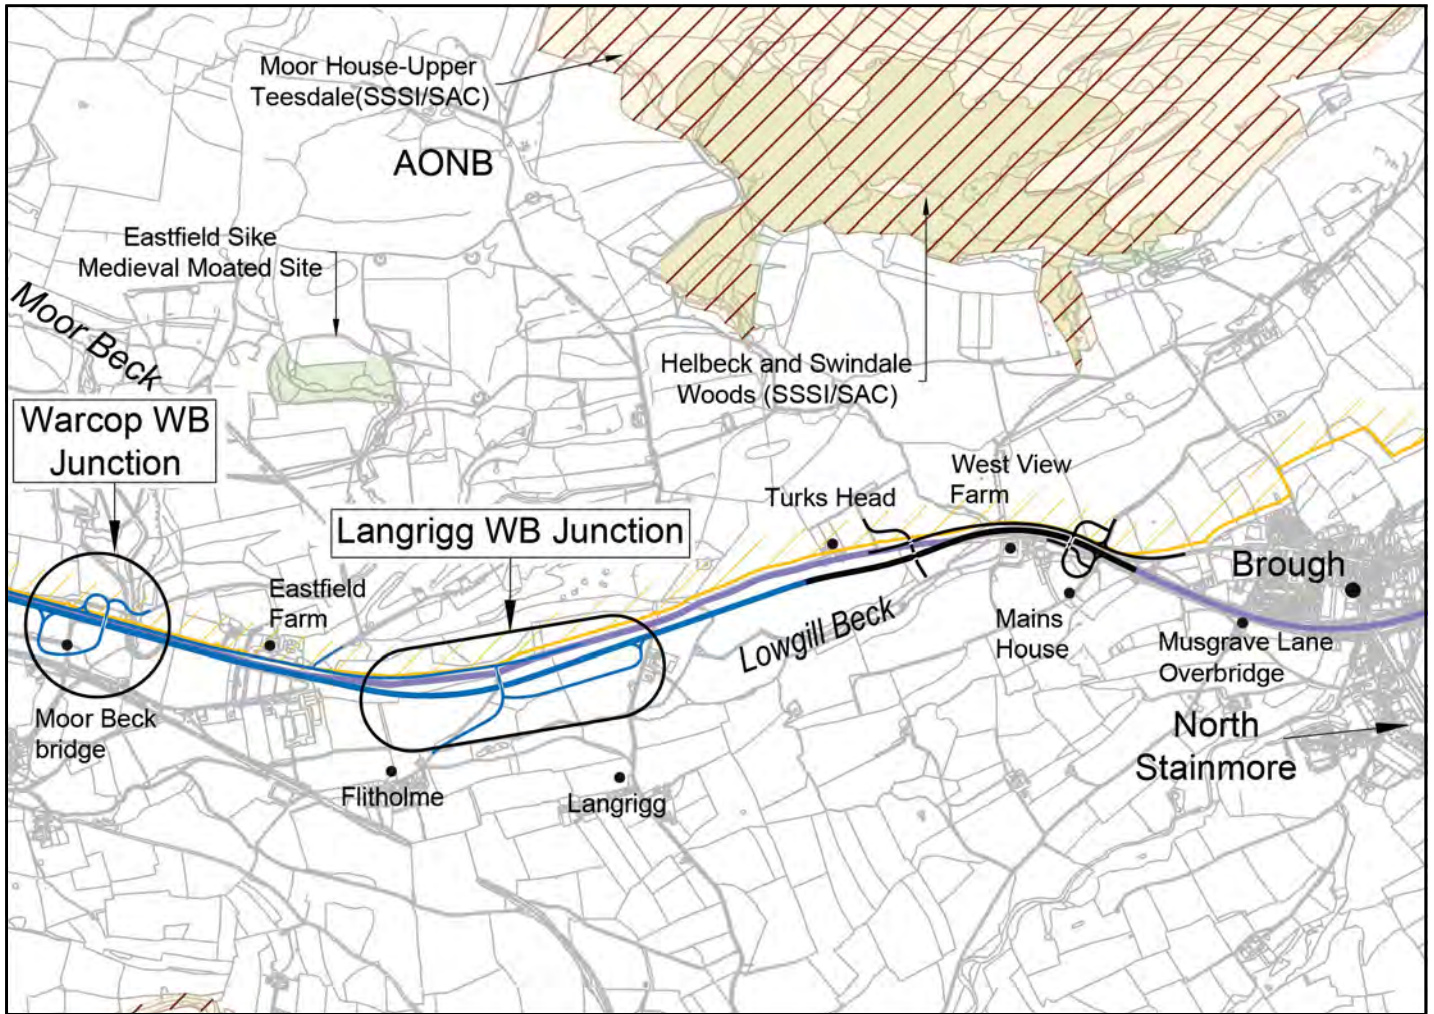 Moor House-Upper
Teesdale(SSSI/SAC)
AONB
Eastfield Sike
Medieval Moated Site
Moor Beck
Helbeck and Swindale
Woods (SSSI/SAC)
Warcop WB
Junction
West View
Farm
Turks Head
Langrigg WB Junction
Brough
Eastfield
Farm
Lowgill Beck
Mains
House
Musgrave Lane
Overbridge
Moor Beck
bridge
North
Stainmore
Flitholme
Langrigg